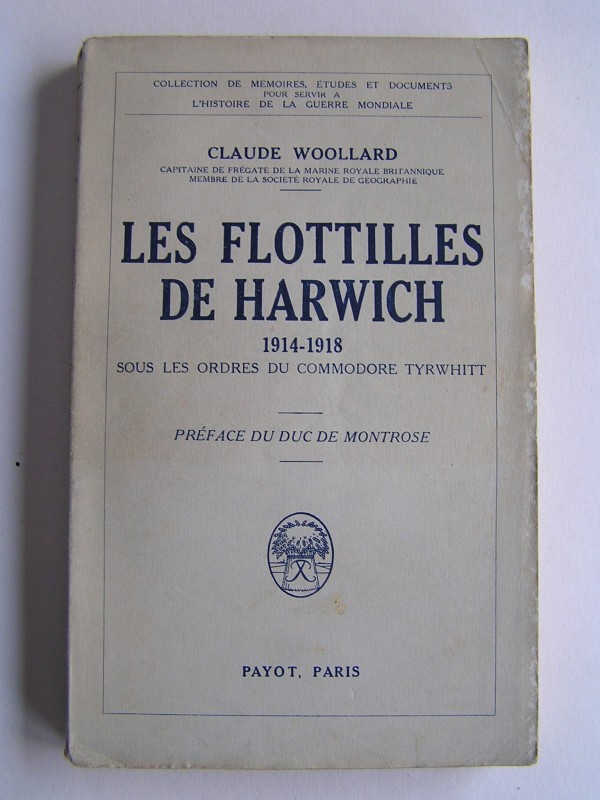 COLLECTION DE MEMOIRES, ÉTUDES ET DOCUMENTS
POUR SERVIR A
L'HISTOIRE DE LA GUERRE MONDIALE
CLAUDE WOOLLARD
CAPITAINE DE FRÉGATE DE LA MARINE ROYALE BRITANNIQUE
MEMBRE DE LA SOCIÉTÉ ROYALE DE GÉOGRAPHIE
LES FLOTTILLES
DE HARWICH
1914-1918
SOUS LES ORDRES DU COMMODORE TYRWHITT
PRÉFACE DU DUC DE MONTROSE
PAYOT, PARIS